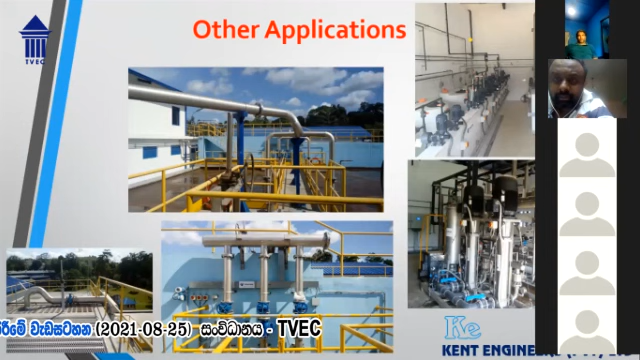 TVEC
Other Applications
වැඩසටහන (2021-08-25) සංවිධානය - TVEC
Ke
KENT ENGINEE